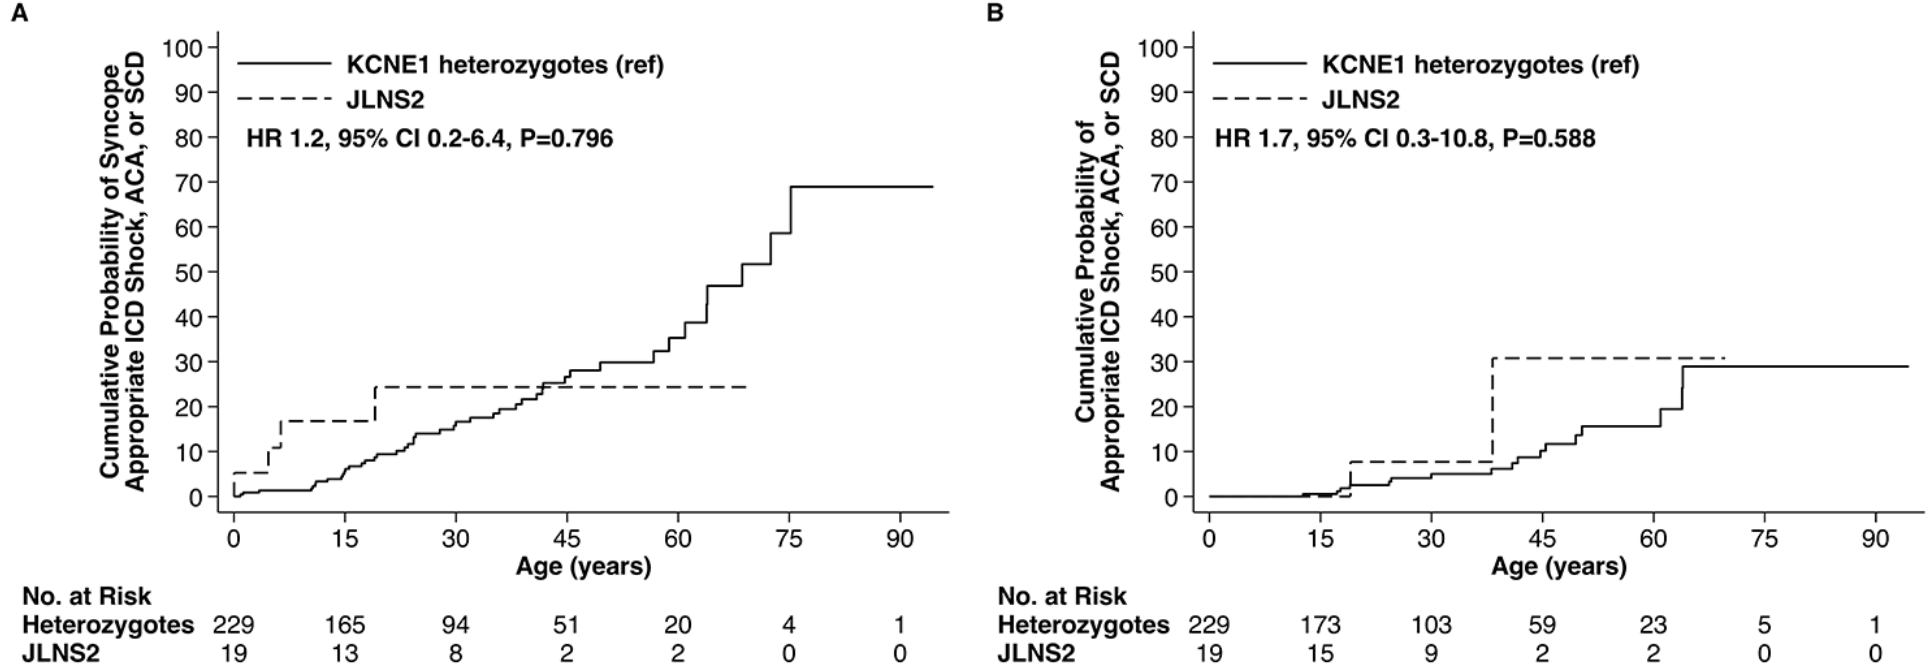 A
Cumulative Probability of Syncope
Appropriate ICD Shock, ACA, or SCD
100
90
80
70
60
50
40
30
20
10
0
KCNE1 heterozygotes (ref)
JLNS2
HR 1.2, 95% CI 0.2-6.4, P=0.796
0 15 30 45 60 75 90
Age (years)
No. at Risk
Heterozygotes 229 165 94 51 20 4 1
JLNS2 19 13 8 2 2 0 0
B
Cumulative Probability of
Appropriate ICD Shock, ACA, or SCD
100
90
80
70
60
50
40
30
20
10
0
KCNE1 heterozygotes (ref)
JLNS2
HR 1.7, 95% CI 0.3-10.8, P=0.588
0 15 30 45 60 75 90
Age (years)
No. at Risk
Heterozygotes 229 173 103 59 23 5 1
JLNS2 19 15 9 2 2 0 0